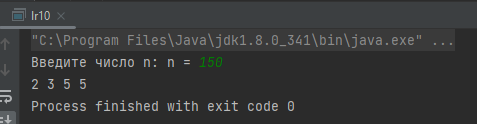 lr10
"C:\Program Files\Java\jdk1.8.0_341\bin\java.exe" ...
Введите число n: n = 150
2 3 5 5
Process finished with exit code 0